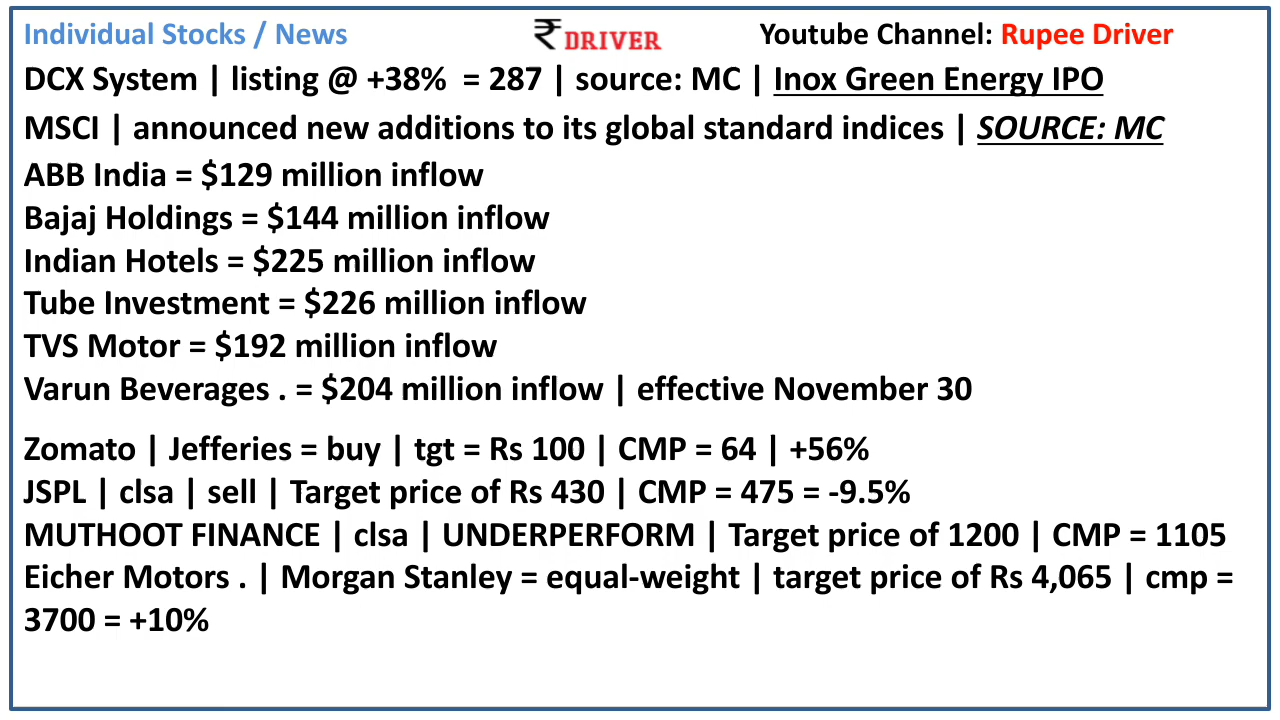 Individual Stocks / News ₹ DRIVER Youtube Channel: Rupee Driver
DCX System | listing @ +38% = 287 | source: MC | Inox Green Energy IPO
MSCI | announced new additions to its global standard indices | SOURCE: MC
ABB India = $129 million inflow
Bajaj Holdings = $144 million inflow
Indian Hotels = $225 million inflow
Tube Investment = $226 million inflow
TVS Motor = $192 million inflow
Varun Beverages . = $204 million inflow | effective November 30
Zomato | Jefferies = buy | tgt = Rs 100 | CMP = 64 | +56%
JSPL | clsa | sell | Target price of Rs 430 | CMP = 475 = -9.5%
MUTHOOT FINANCE | clsa | UNDERPERFORM | Target price of 1200 | CMP = 1105
Eicher Motors . | Morgan Stanley = equal-weight | target price of Rs 4,065 | cmp =
3700 = +10%